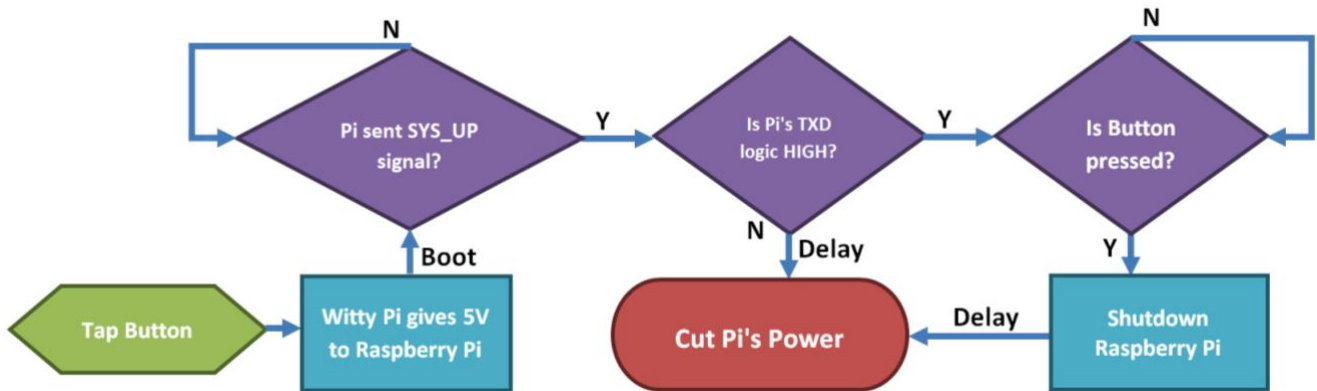 N
N
Pi sent SYS_UP
signal?
Y
Is Pi's TXD
logic HIGH?
Y
Is Button
pressed?
N
Delay
Y
Boot
Tap Button
Witty Pi gives 5V
to Raspberry Pi
Cut Pi's Power
Delay
Shutdown
Raspberry Pi